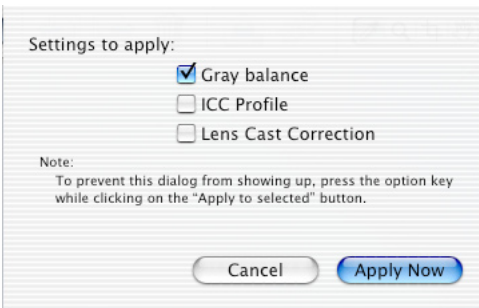 Settings to apply:
Gray balance
ICC Profile
Lens Cast Correction
Note:
To prevent this dialog from showing up, press the option key
while clicking on the “Apply to selected” button.
Cancel
Apply Now